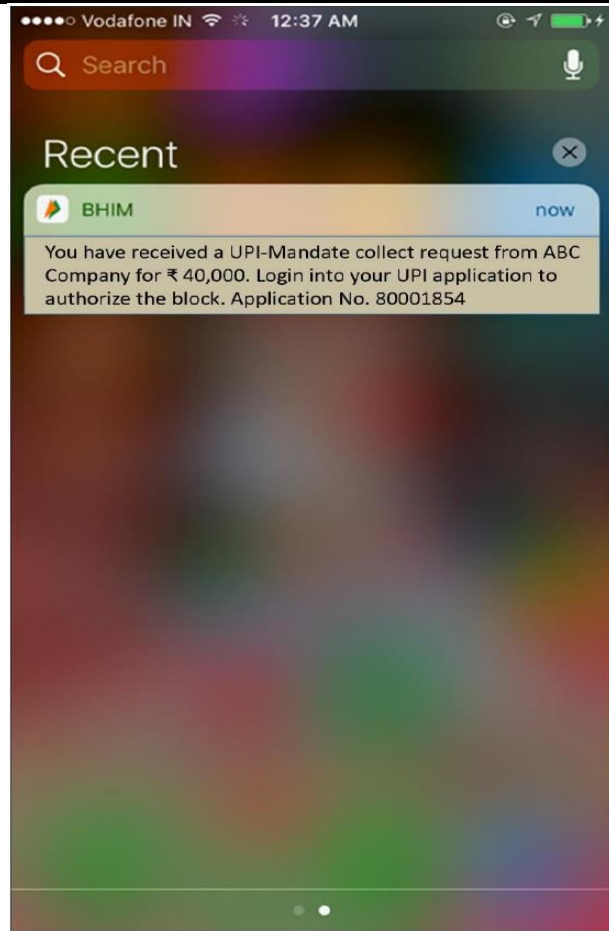 Vodafone IN 12:37 AM
Search
Recent
BHIM now
You have received a UPI-Mandate collect request from ABC
Company for ₹ 40,000. Login into your UPI application to
authorize the block. Application No. 80001854